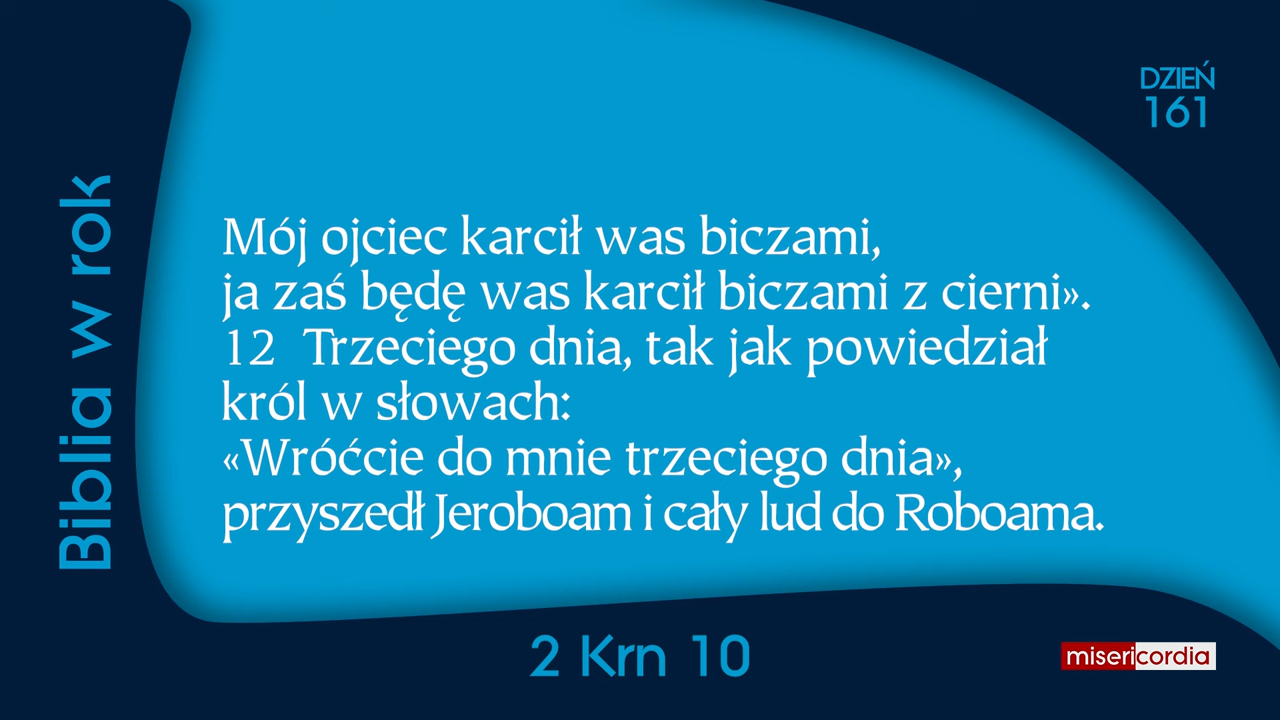 DZIEŃ
161
Biblia w rok
Mój ojciec karcił was biczami,
ja zaś będę was karcił biczami z cierni».
12 Trzeciego dnia, tak jak powiedział
król w słowach:
«Wróćcie do mnie trzeciego dnia»,
przyszedł Jeroboam i cały lud do Roboama.
2 Krn 10
misericordia